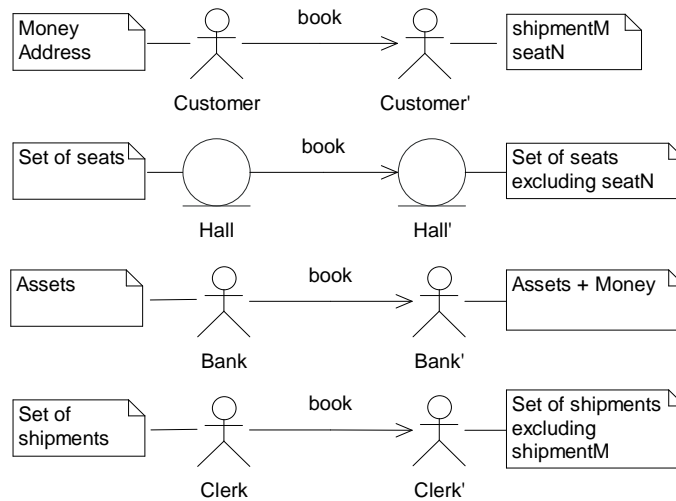 Money
Address
book
shipmentM
seatN
Customer
Customer'
Set of seats
book
Set of seats
excluding seatN
Hall
Hall'
Assets
book
Assets + Money
Bank
Bank'
Set of
shipments
book
Set of shipments
excluding
shipmentM
Clerk
Clerk'